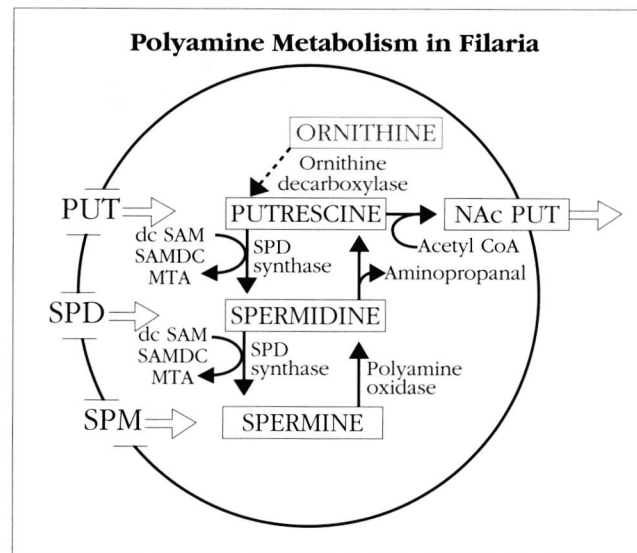 Polyamine Metabolism in Filaria
ORNITHINE
Ornithine
decarboxylase
PUT
PUTRESCINE
NAc PUT
dc SAM
SAMDC
MTA
SPD
synthase
Acetyl CoA
Aminopropanal
SPD
SPERMIDINE
dc SAM
SAMDC
MTA
SPD
synthase
Polyamine
oxidase
SPM
SPERMINE